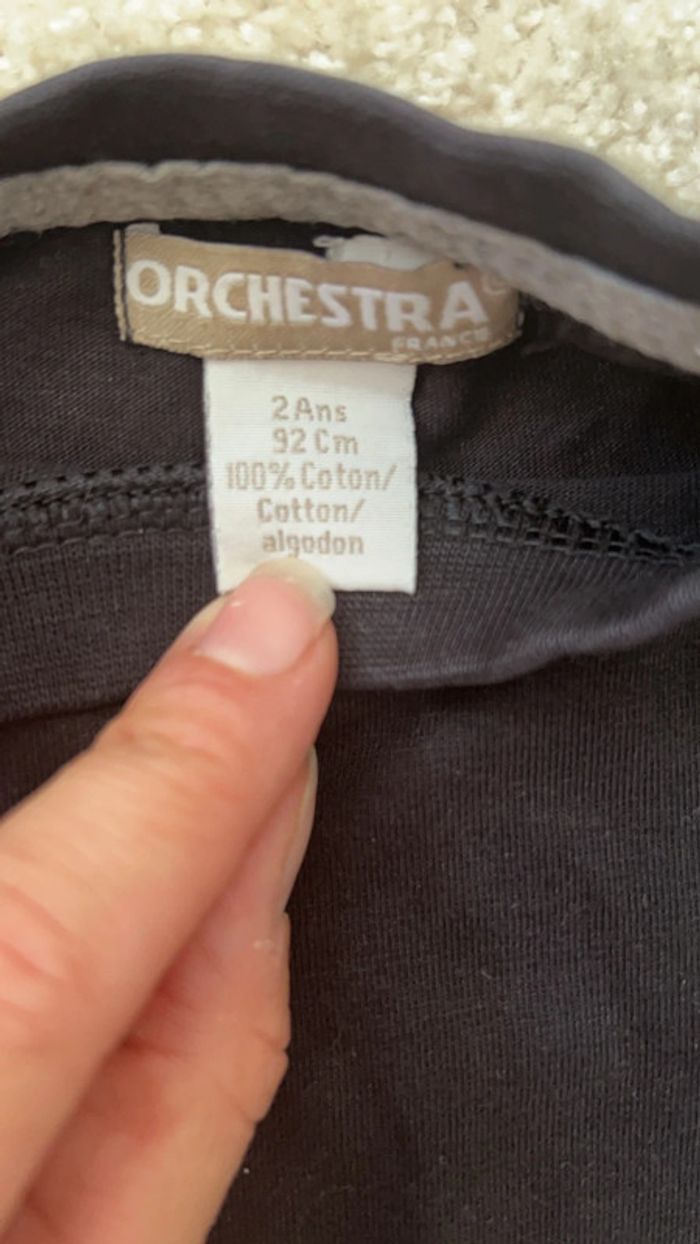 ORCHESTRA
FRANCE
2 Ans
92 Cm
100% Coton/
Cotton/
algodon